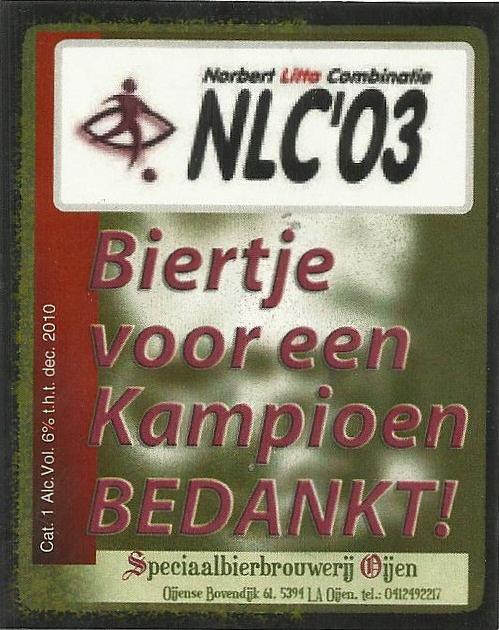 Norbert Litta Combinatie
NLC'03
Biertje
voor een
Kampioen
BEDANKT!
Cat. 1 Alc.Vol. 6% t.h.t. dec. 2010
Speciaalbierbrouwerij Oijen
Oijense Bovendijk 61. 5394 LA Oijen. tel.: 0412492217